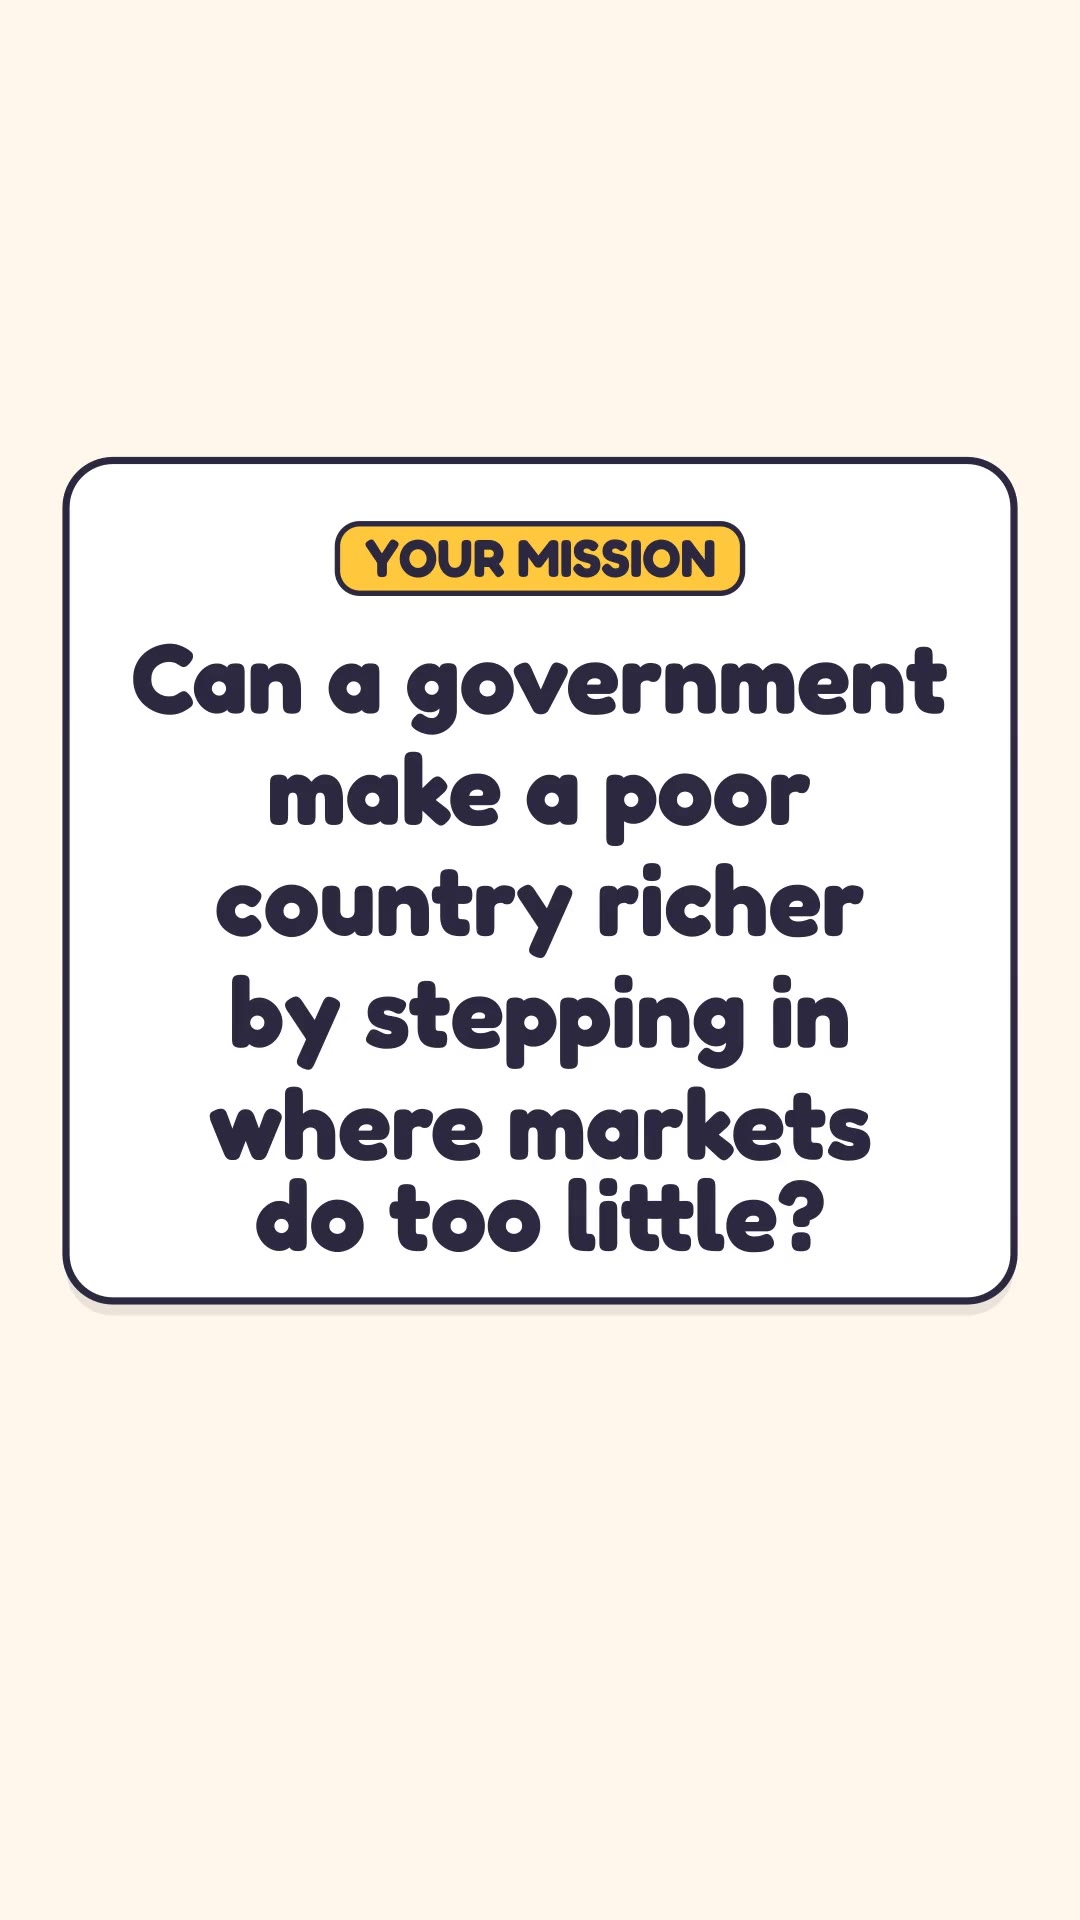 YOUR MISSION
Can a government
make a poor
country richer
by stepping in
where markets
do too little?